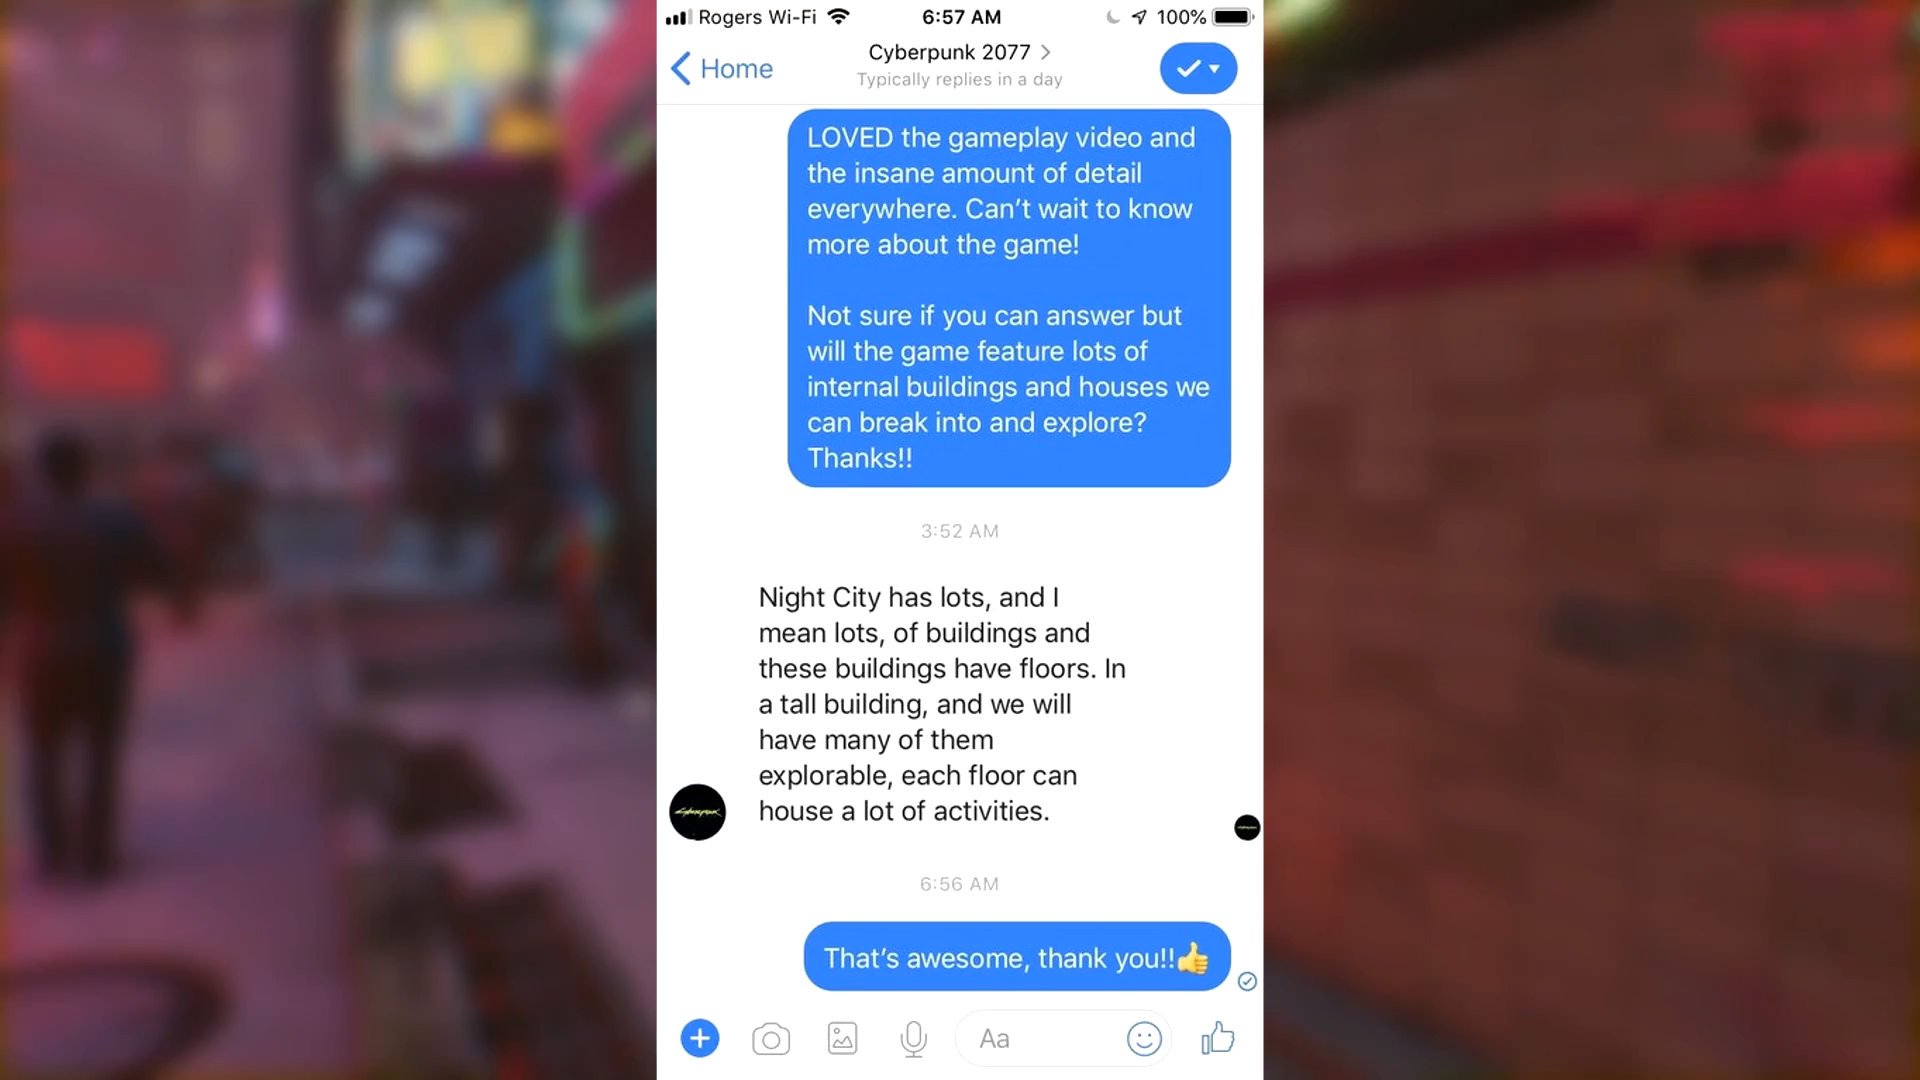 Rogers Wi-Fi 6:57 AM 100%
Home
Cyberpunk 2077
Typically replies in a day
LOVED the gameplay video and
the insane amount of detail
everywhere. Can't wait to know
more about the game!
Not sure if you can answer but
will the game feature lots of
internal buildings and houses we
can break into and explore?
Thanks!!
3:52 AM
Night City has lots, and I
mean lots, of buildings and
these buildings have floors. In
a tall building, and we will
have many of them
explorable, each floor can
house a lot of activities.
Cyberpunk
6:56 AM
That's awesome, thank you!!👍
Aa